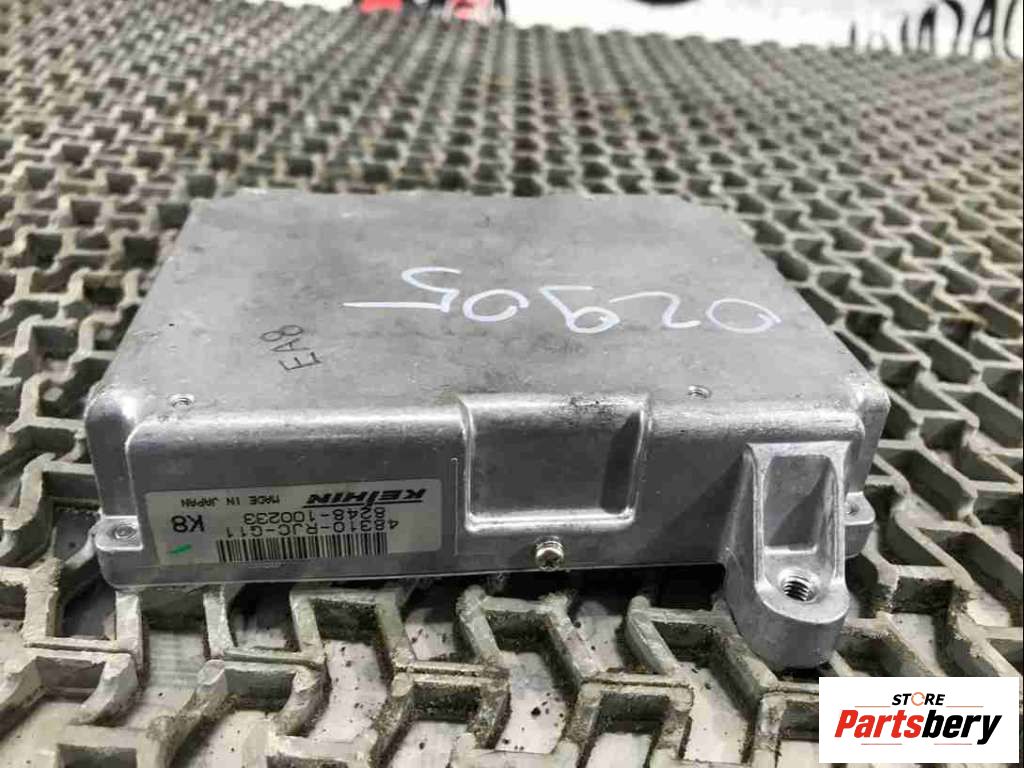 02905
EA8
KEIHIN MADE IN JAPAN
8248-100233 K8
48310-RJC-G11
STORE
Partsbery